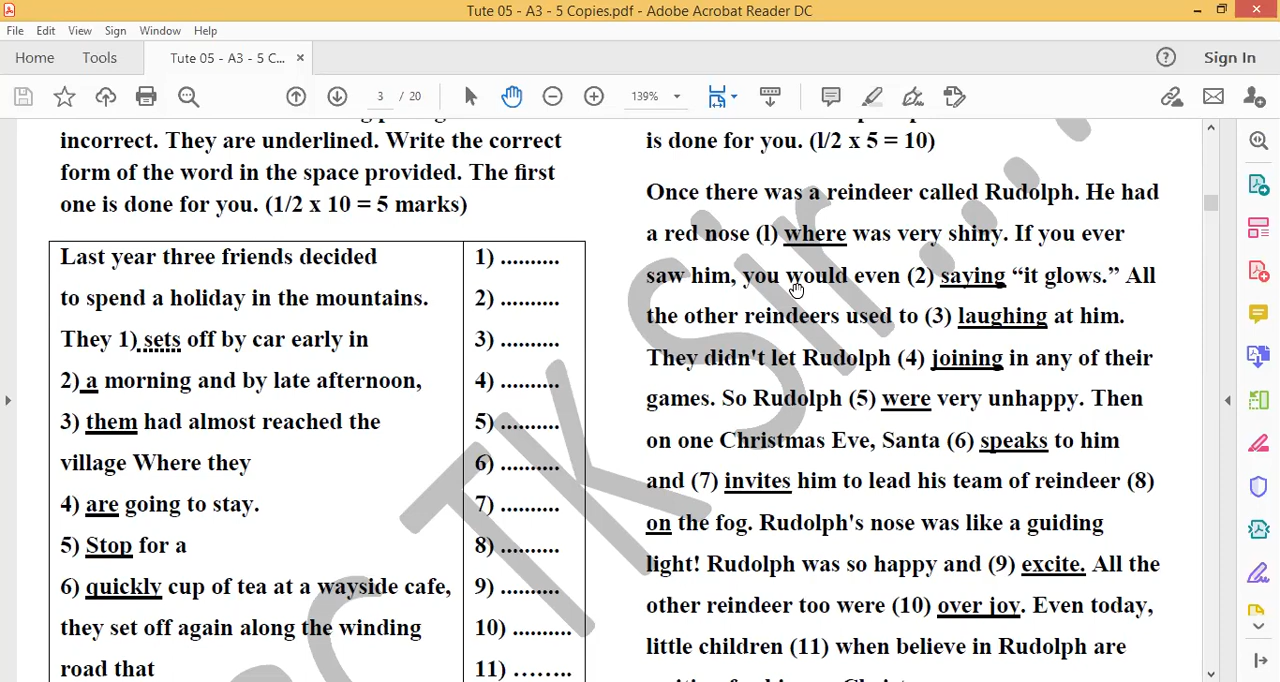 Tute 05 - A3 - 5 Copies.pdf - Adobe Acrobat Reader DC
File Edit View Sign Window Help
Home Tools Tute 05 - A3 - 5 C... × Sign In
3 / 20 139%
incorrect. They are underlined. Write the correct
form of the word in the space provided. The first
one is done for you. (1/2 x 10 = 5 marks)
Last year three friends decided
to spend a holiday in the mountains.
They 1) sets off by car early in
2) a morning and by late afternoon,
3) them had almost reached the
village Where they
4) are going to stay.
5) Stop for a
6) quickly cup of tea at a wayside cafe,
they set off again along the winding
road that
1) ..........
2) ..........
3) ..........
4) ..........
5) ..........
6) ..........
7) ..........
8) ..........
9) ..........
10) ..........
11) ........
is done for you. (l/2 x 5 = 10)
Once there was a reindeer called Rudolph. He had
a red nose (l) where was very shiny. If you ever
saw him, you would even (2) saying “it glows.” All
the other reindeers used to (3) laughing at him.
They didn't let Rudolph (4) joining in any of their
games. So Rudolph (5) were very unhappy. Then
on one Christmas Eve, Santa (6) speaks to him
and (7) invites him to lead his team of reindeer (8)
on the fog. Rudolph's nose was like a guiding
light! Rudolph was so happy and (9) excite. All the
other reindeer too were (10) over joy. Even today,
little children (11) when believe in Rudolph are
TK Sir...